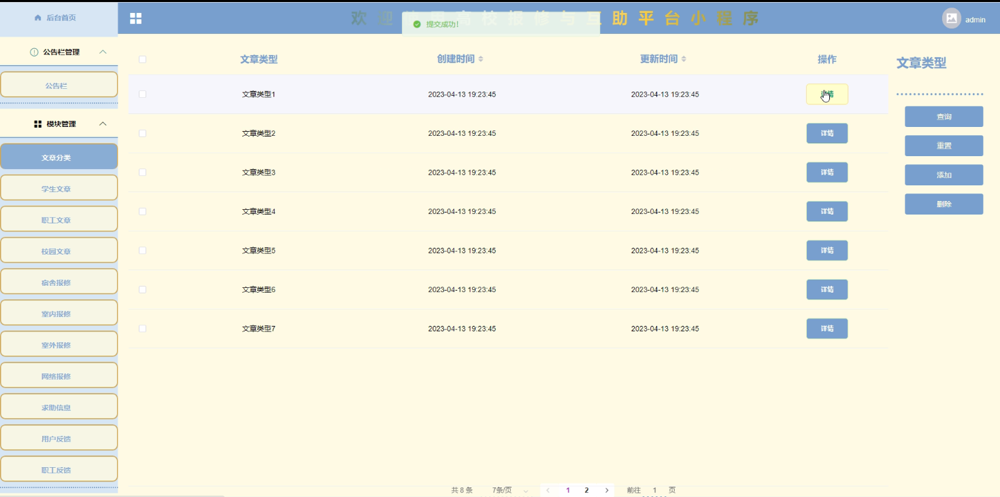 后台首页
欢迎使用高校报修与互助平台小程序
提交成功!
admin
公告栏管理
公告栏
模块管理
文章分类
学生文章
职工文章
校园文章
宿舍报修
室内报修
室外报修
网络报修
求助信息
用户反馈
职工反馈
文章类型 创建时间 更新时间 操作
文章类型1 2023-04-13 19:23:45 2023-04-13 19:23:45 详情
文章类型2 2023-04-13 19:23:45 2023-04-13 19:23:45 详情
文章类型3 2023-04-13 19:23:45 2023-04-13 19:23:45 详情
文章类型4 2023-04-13 19:23:45 2023-04-13 19:23:45 详情
文章类型5 2023-04-13 19:23:45 2023-04-13 19:23:45 详情
文章类型6 2023-04-13 19:23:45 2023-04-13 19:23:45 详情
文章类型7 2023-04-13 19:23:45 2023-04-13 19:23:45 详情
共 8 条 7条/页 1 2 前往 1 页
文章类型
查询
重置
添加
删除